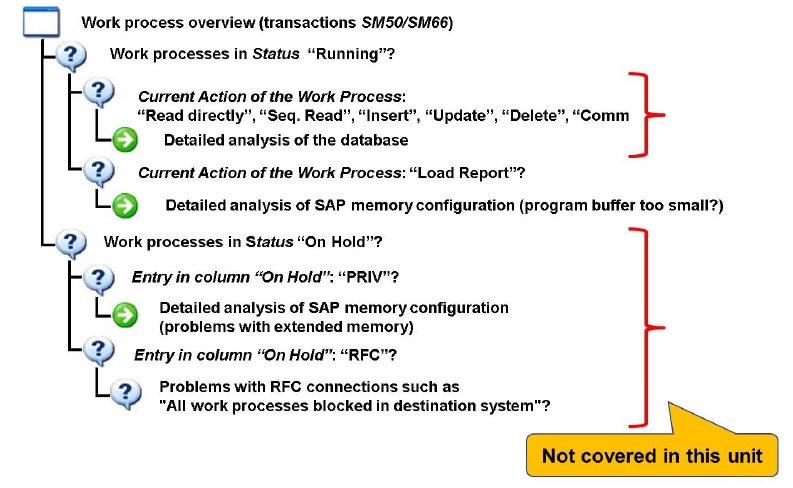 Work process overview (transactions SM50/SM66)
Work processes in Status “Running”?
Current Action of the Work Process:
“Read directly”, “Seq. Read”, “Insert”, “Update”, “Delete”, “Comm
Detailed analysis of the database
Current Action of the Work Process: “Load Report”?
Detailed analysis of SAP memory configuration (program buffer too small?)
Work processes in Status “On Hold”?
Entry in column “On Hold”: “PRIV”?
Detailed analysis of SAP memory configuration
(problems with extended memory)
Entry in column “On Hold”: “RFC”?
Problems with RFC connections such as
"All work processes blocked in destination system"?
Not covered in this unit